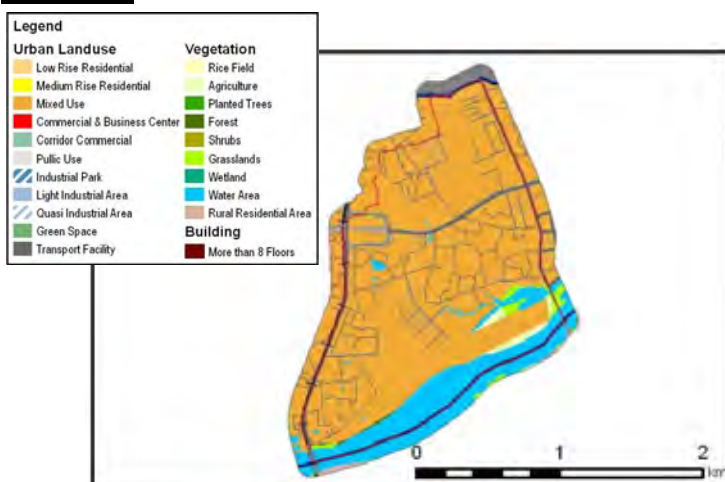 Legend
Urban Landuse
Low Rise Residential
Medium Rise Residential
Mixed Use
Commercial & Business Center
Corridor Commercial
Pullic Use
Industrial Park
Light Industrial Area
Quasi Industrial Area
Green Space
Transport Facility
Vegetation
Rice Field
Agriculture
Planted Trees
Forest
Shrubs
Grasslands
Wetland
Water Area
Rural Residential Area
Building
More than 8 Floors
0 1 2
km